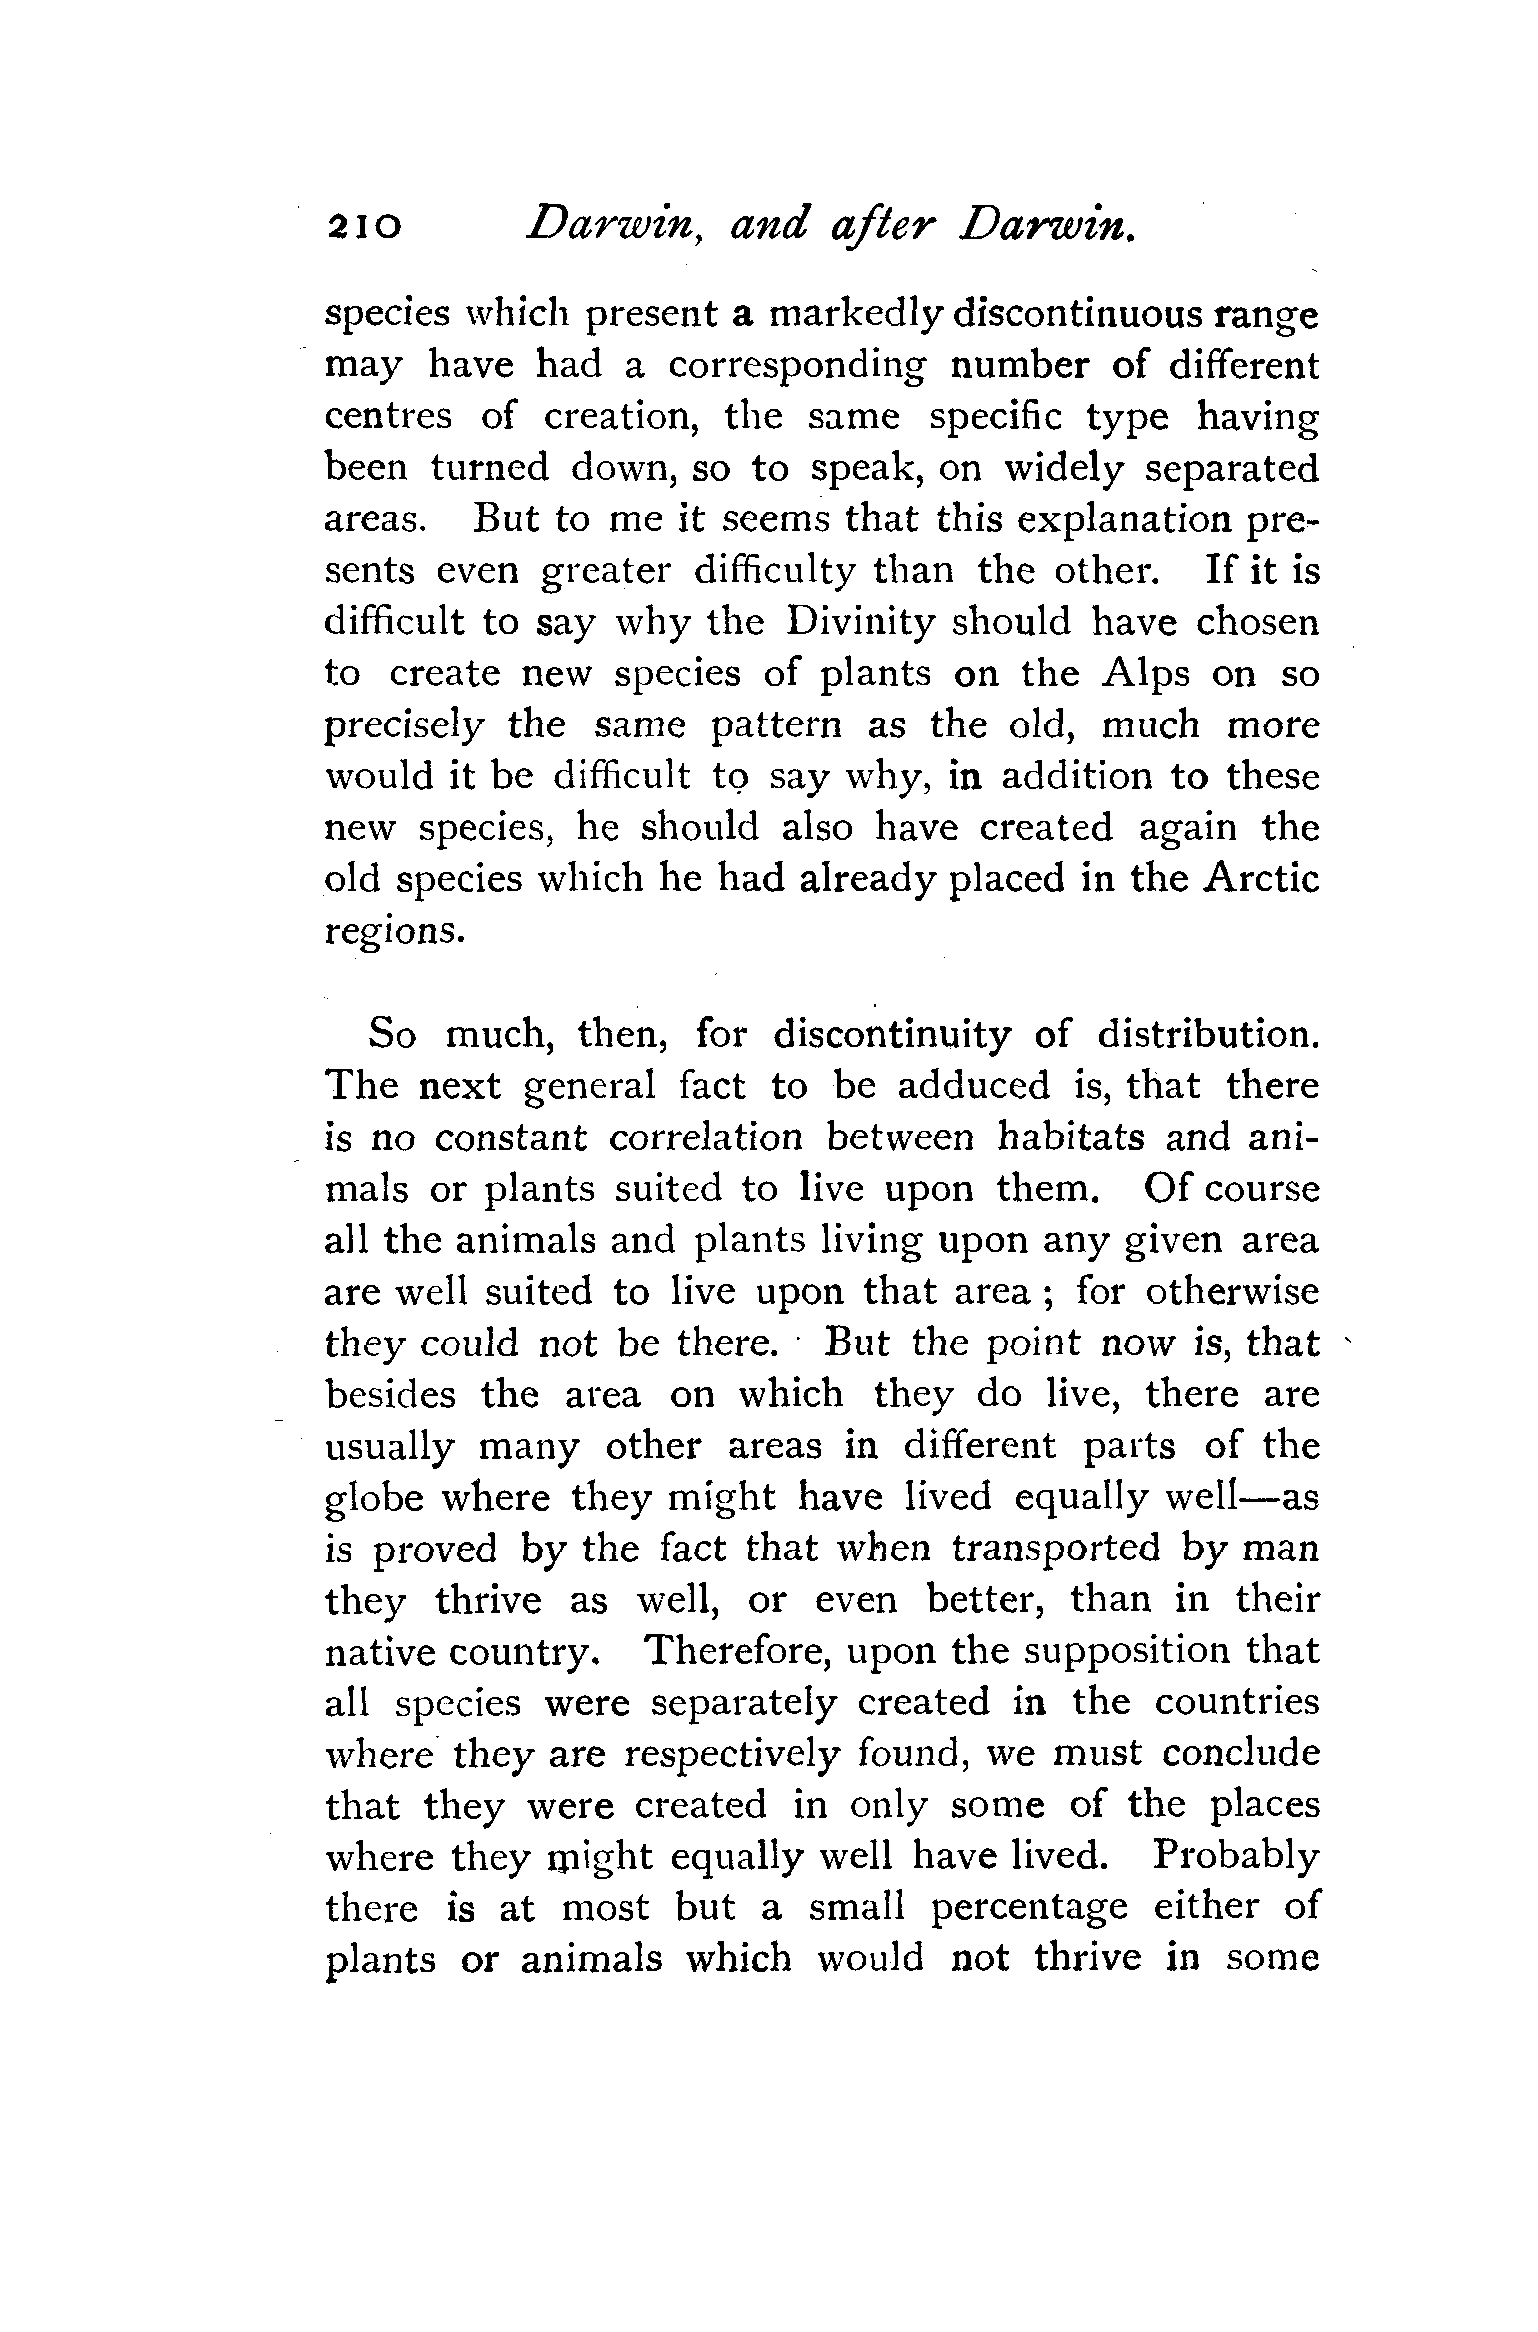 210 Darwin, and after Darwin.
species which present a markedly discontinuous range
may have had a corresponding number of different
centres of creation, the same specific type having
been turned down, so to speak, on widely separated
areas. But to me it seems that this explanation pre-
sents even greater difficulty than the other. If it is
difficult to say why the Divinity should have chosen
to create new species of plants on the Alps on so
precisely the same pattern as the old, much more
would it be difficult to say why, in addition to these
new species, he should also have created again the
old species which he had already placed in the Arctic
regions.
So much, then, for discontinuity of distribution.
The next general fact to be adduced is, that there
is no constant correlation between habitats and ani-
mals or plants suited to live upon them. Of course
all the animals and plants living upon any given area
are well suited to live upon that area ; for otherwise
they could not be there. But the point now is, that
besides the area on which they do live, there are
usually many other areas in different parts of the
globe where they might have lived equally well—as
is proved by the fact that when transported by man
they thrive as well, or even better, than in their
native country. Therefore, upon the supposition that
all species were separately created in the countries
where they are respectively found, we must conclude
that they were created in only some of the places
where they might equally well have lived. Probably
there is at most but a small percentage either of
plants or animals which would not thrive in some